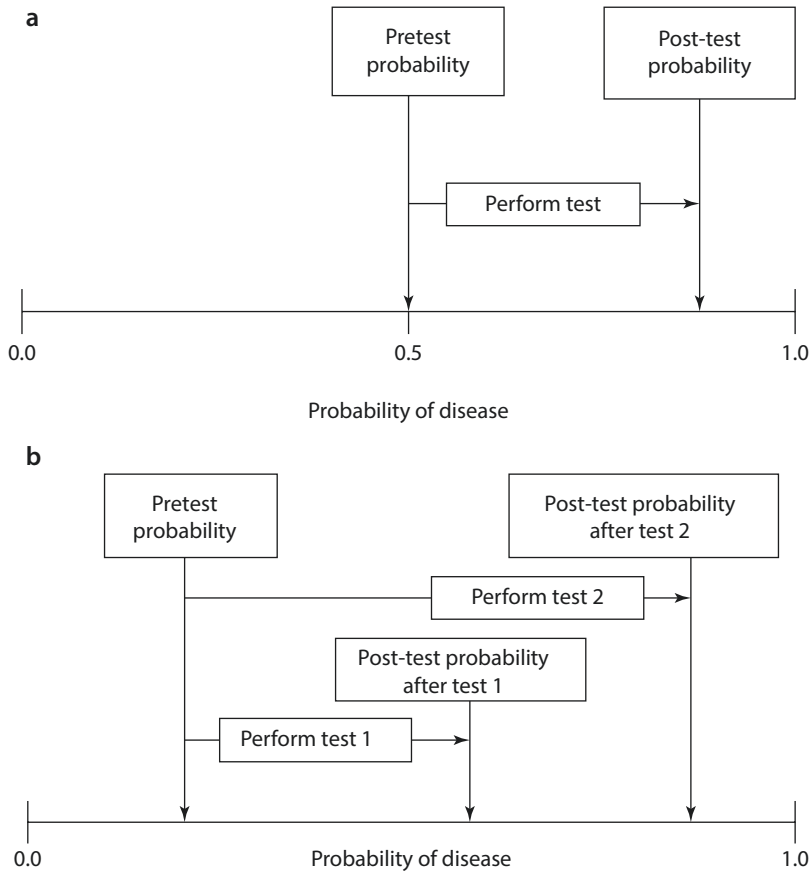 a
Pretest
probability
Post-test
probability
Perform test
0.0
0.5
1.0
Probability of disease
b
Pretest
probability
Post-test probability
after test 2
Perform test 2
Post-test probability
after test 1
Perform test 1
0.0
Probability of disease
1.0